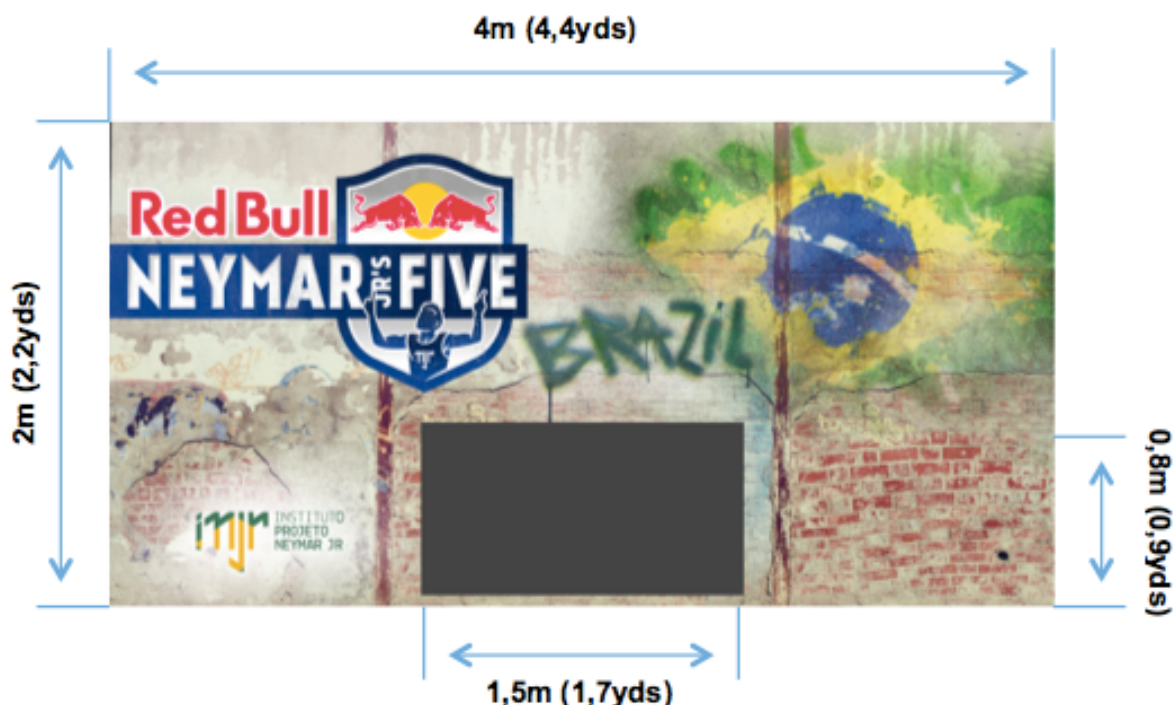 4m (4,4yds)
Red Bull
NEYMAR JR'S FIVE
BRAZIL
2m (2,2yds)
INSTITUTO
PROJETO
NEYMAR JR
0,8m (0,9yds)
1,5m (1,7yds)